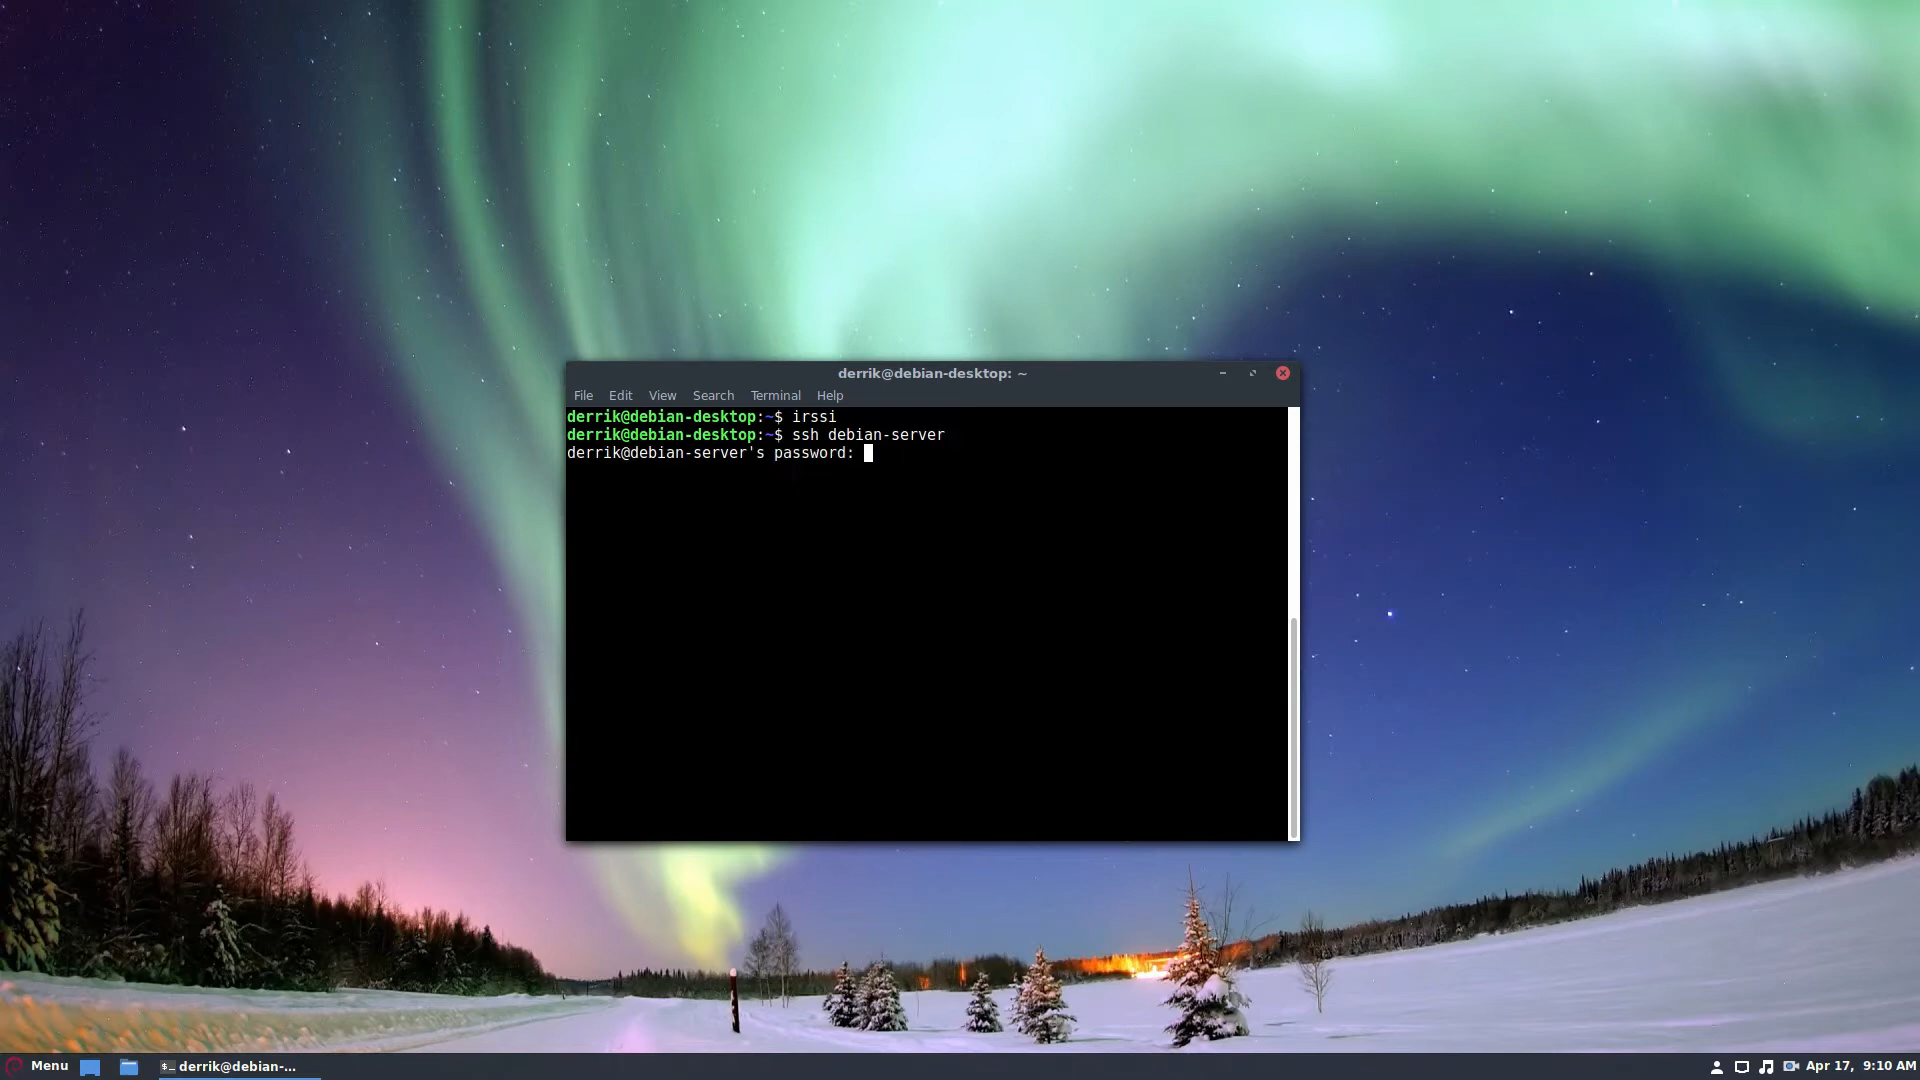 derrik@debian-desktop: ~
File Edit View Search Terminal Help
derrik@debian-desktop:~$ irssi
derrik@debian-desktop:~$ ssh debian-server
derrik@debian-server's password:
Menu $_ derrik@debian-... Apr 17, 9:10 AM